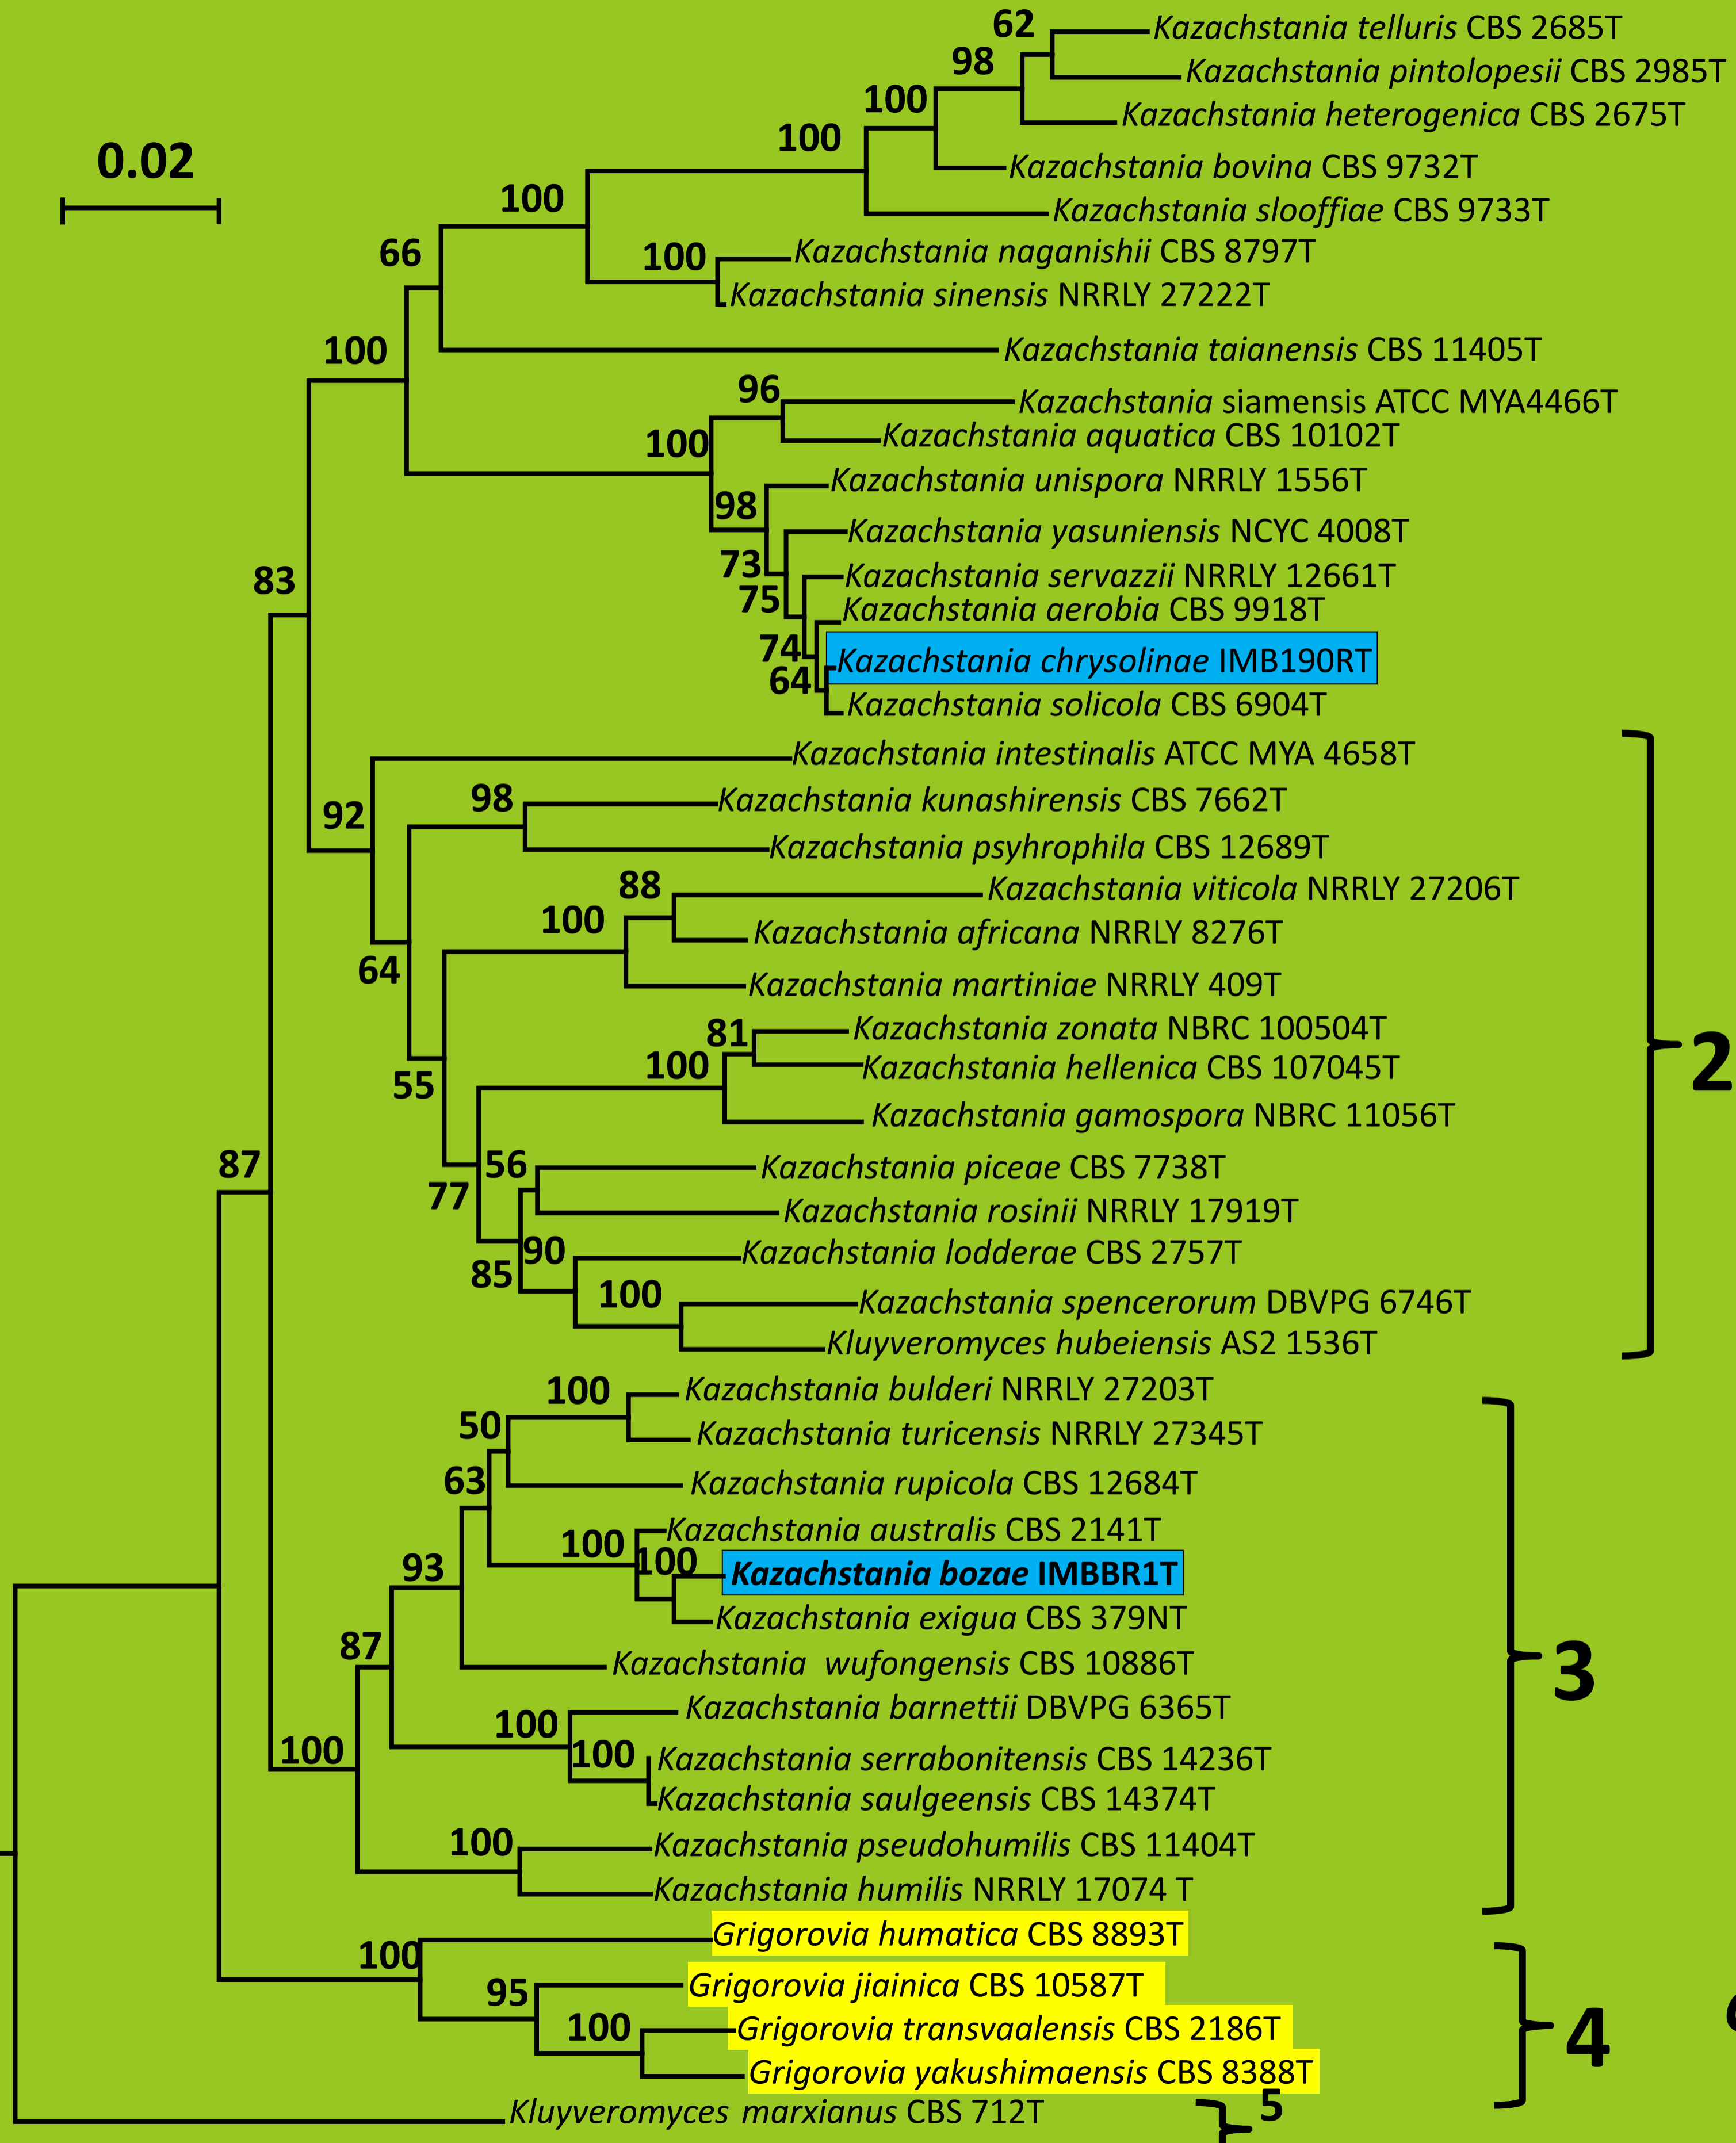 62
Kazachstania telluris CBS 2685T
98
Kazachstania pintolopesii CBS 2985T
100
Kazachstania heterogenica CBS 2675T
100
Kazachstania bovina CBS 9732T
0.02
100
Kazachstania slooffiae CBS 9733T
66
100
Kazachstania naganishii CBS 8797T
Kazachstania sinensis NRRLY 27222T
100
Kazachstania taianensis CBS 11405T
96
Kazachstania siamensis ATCC MYA4466T
100
Kazachstania aquatica CBS 10102T
Kazachstania unispora NRRLY 1556T
98
Kazachstania yasuniensis NCYC 4008T
73
Kazachstania servazzii NRRLY 12661T
83
75
Kazachstania aerobia CBS 9918T
74
Kazachstania chrysolinae IMB190RT
64
Kazachstania solicola CBS 6904T
Kazachstania intestinalis ATCC MYA 4658T
98
Kazachstania kunashirensis CBS 7662T
92
Kazachstania psyhrophila CBS 12689T
88
Kazachstania viticola NRRLY 27206T
100
Kazachstania africana NRRLY 8276T
64
Kazachstania martiniae NRRLY 409T
81
Kazachstania zonata NBRC 100504T
2
100
Kazachstania hellenica CBS 107045T
55
Kazachstania gamospora NBRC 11056T
87
56
Kazachstania piceae CBS 7738T
77
Kazachstania rosinii NRRLY 17919T
90
Kazachstania lodderae CBS 2757T
85
100
Kazachstania spencerorum DBVPG 6746T
Kluyveromyces hubeiensis AS2 1536T
100
Kazachstania bulderi NRRLY 27203T
50
Kazachstania turicensis NRRLY 27345T
63
Kazachstania rupicola CBS 12684T
100
Kazachstania australis CBS 2141T
93
100
Kazachstania bozae IMBBR1T
Kazachstania exigua CBS 379NT
87
Kazachstania wufongensis CBS 10886T
3
100
Kazachstania barnettii DBVPG 6365T
100
100
Kazachstania serrabonitensis CBS 14236T
Kazachstania saulgeensis CBS 14374T
100
Kazachstania pseudohumilis CBS 11404T
Kazachstania humilis NRRLY 17074 T
Grigorovia humatica CBS 8893T
100
95
Grigorovia jiainica CBS 10587T
100
Grigorovia transvaalensis CBS 2186T
4
Grigorovia yakushimaensis CBS 8388T
Kluyveromyces marxianus CBS 712T
5